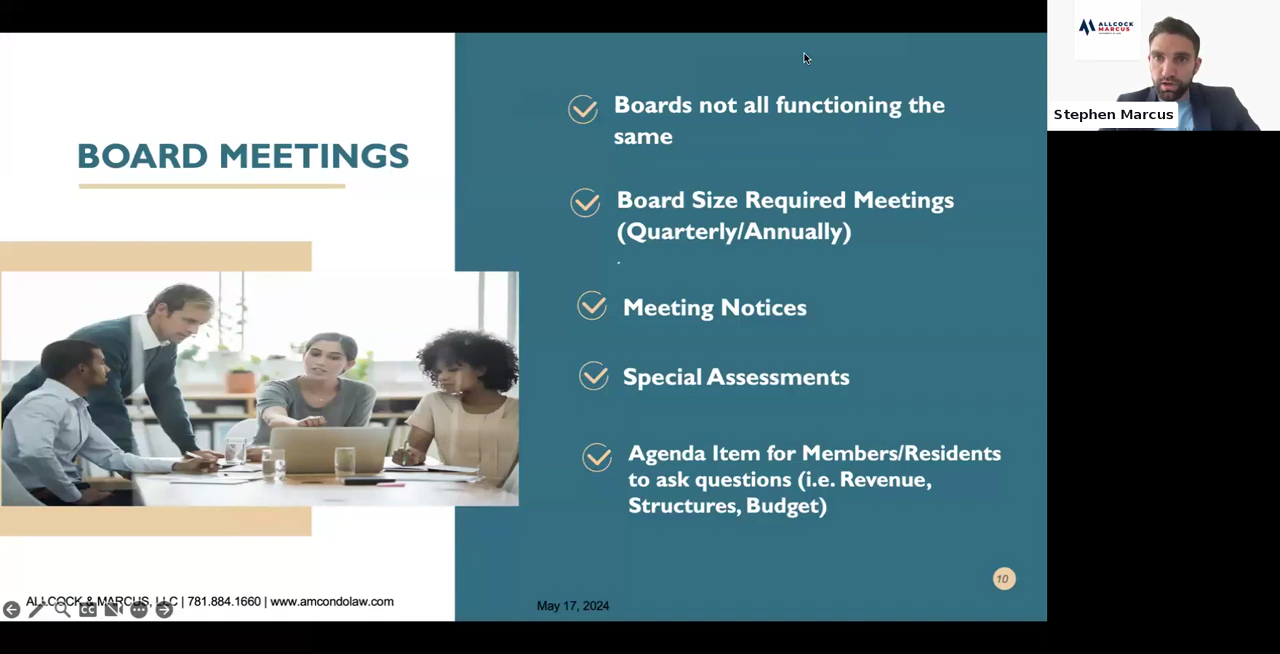 ALLCOCK
MARCUS
Stephen Marcus
BOARD MEETINGS
Boards not all functioning the
same
Board Size Required Meetings
(Quarterly/Annually)
.
Meeting Notices
Special Assessments
Agenda Item for Members/Residents
to ask questions (i.e. Revenue,
Structures, Budget)
10
ALLCOCK & MARCUS, LLC | 781.884.1660 | www.amcondolaw.com
CC
May 17, 2024